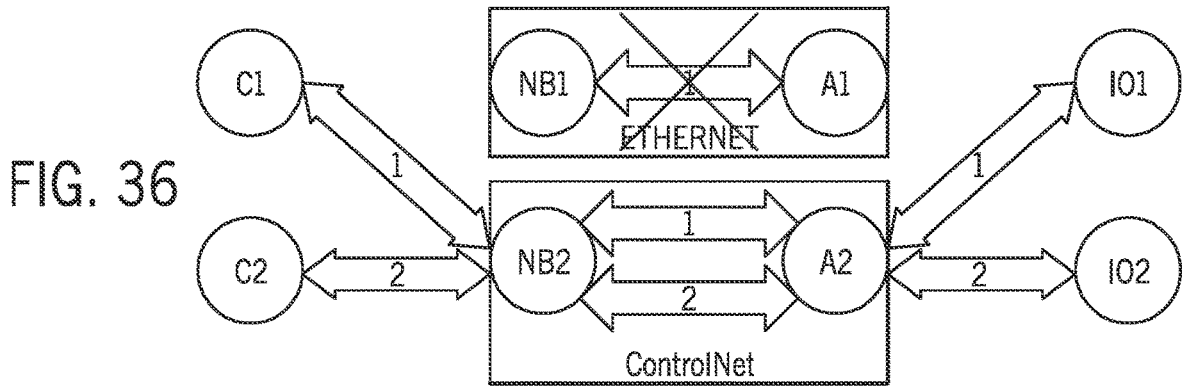 C1
NB1
1
A1
IO1
ETHERNET
FIG. 36
1
1
1
C2
2
NB2
2
A2
2
IO2
ControlNet